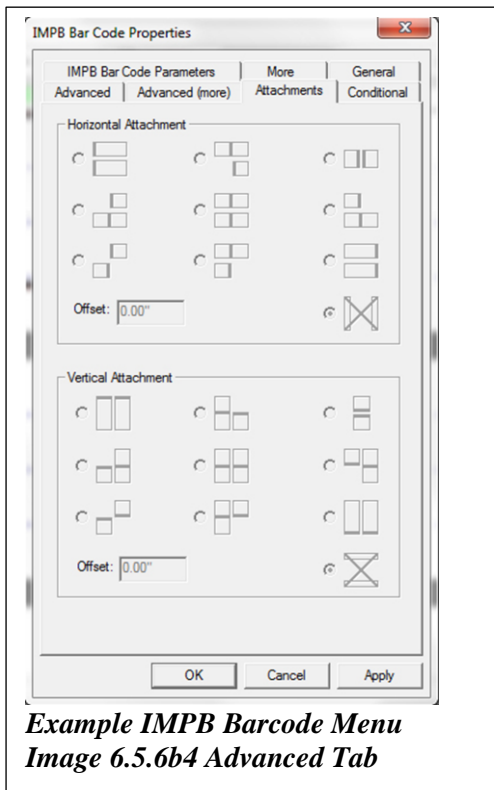 IMPB Bar Code Properties
IMPB Bar Code Parameters More General
Advanced Advanced (more) Attachments Conditional
Horizontal Attachment
Offset: 0.00"
Vertical Attachment
Offset: 0.00"
OK Cancel Apply
Example IMPB Barcode Menu
Image 6.5.6b4 Advanced Tab